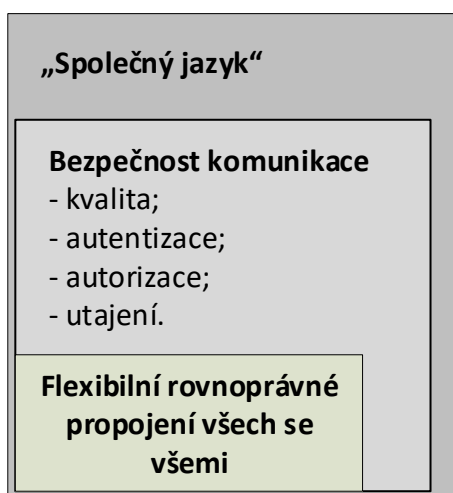 „Společný jazyk“
Bezpečnost komunikace
- kvalita;
- autentizace;
- autorizace;
- utajení.
Flexibilní rovnoprávné
propojení všech se
všemi